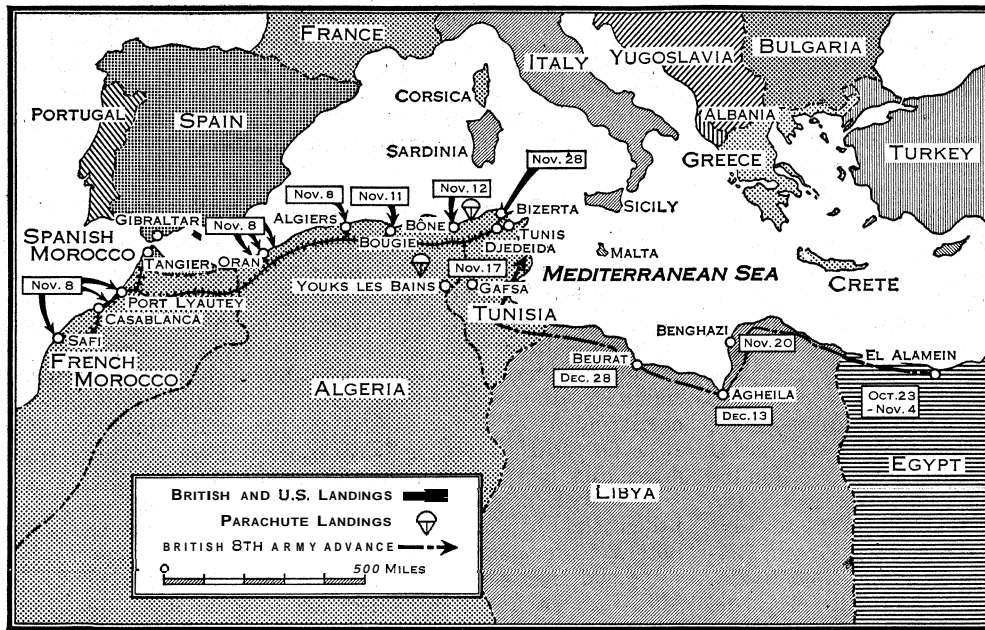 FRANCE
ITALY
YUGOSLAVIA
BULGARIA
PORTUGAL
SPAIN
CORSICA
SARDINIA
ALBANIA
GREECE
TURKEY
Nov. 28
Nov. 8
Nov. 11
Nov. 12
SICILY
GIBRALTAR
Nov. 8
ALGIERS
BÔNE
BIZERTA
TUNIS
DJEDEIDA
SPANISH
MOROCCO
TANGIER
ORAN
BOUGIE
MALTA
Nov. 17
MEDITERRANEAN SEA
CRETE
Nov. 8
YOUKS LES BAINS
GAFSA
PORT LYAUTEY
CASABLANCA
TUNISIA
SAFI
BENGHAZI
Nov. 20
FRENCH
MOROCCO
BEURAT
EL ALAMEIN
DEC. 28
ALGERIA
AGHEILA
OCT. 23
- Nov. 4
DEC. 13
EGYPT
LIBYA
BRITISH AND U.S. LANDINGS
PARACHUTE LANDINGS
BRITISH 8TH ARMY ADVANCE
0 500 MILES